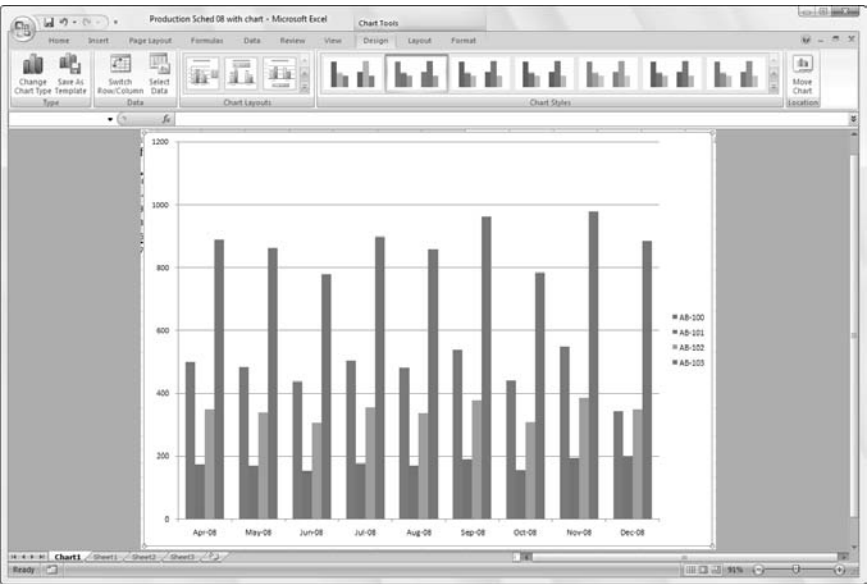 Production Sched 08 with chart - Microsoft Excel
Chart Tools
Home Insert Page Layout Formulas Data Review View Design Layout Format
Change Chart Type
Save As Template
Switch Row/Column
Select Data
Move Chart
Type Data Chart Layouts Chart Styles Location
fx
1200
1000
800
600
400
200
0
AB-100
AB-101
AB-102
AB-103
Apr-08 May-08 Jun-08 Jul-08 Aug-08 Sep-08 Oct-08 Nov-08 Dec-08
Chart1 Sheet1 Sheet2 Sheet3
Ready 91%